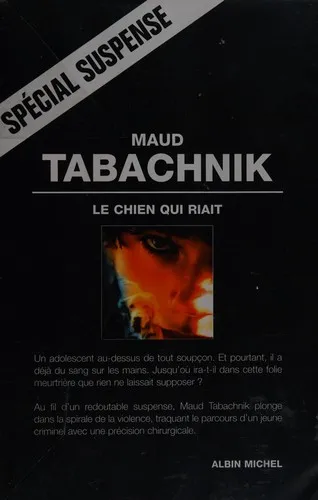 SPÉCIAL SUSPENSE
MAUD
TABACHNIK
LE CHIEN QUI RIAIT
Un adolescent au-dessus de tout soupçon. Et pourtant, il a
déjà du sang sur les mains. Jusqu'où ira-t-il dans cette folie
meurtrière que rien ne laissait supposer ?
Au fil d'un redoutable suspense, Maud Tabachnik plonge
dans la spirale de la violence, traquant le parcours d'un jeune
criminel avec une précision chirurgicale.
ALBIN MICHEL